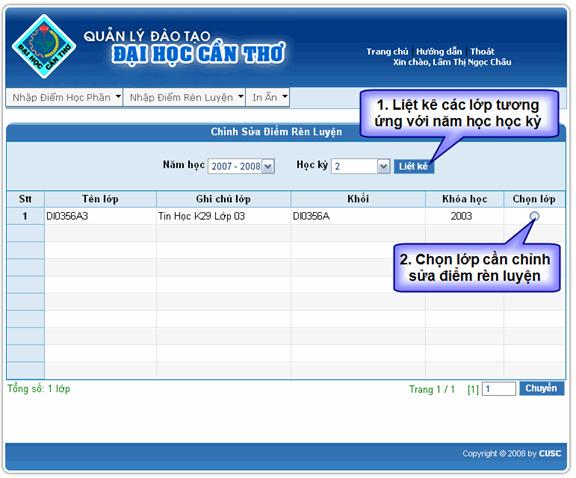 QUẢN LÝ ĐÀO TẠO
ĐẠI HỌC CẦN THƠ
ĐẠI HỌC CẦN THƠ
Trang chủ Hướng dẫn Thoát
Xin chào, Lâm Thị Ngọc Châu
Nhập Điểm Học Phần Nhập Điểm Rèn Luyện In Ấn
1. Liệt kê các lớp tương
ứng với năm học học kỳ
Chỉnh Sửa Điểm Rèn Luyện
Năm học 2007 - 2008 Học kỳ 2 Liệt kê
Stt Tên lớp Ghi chú lớp Khối Khóa học Chọn lớp
1 DI0356A3 Tin Học K29 Lớp 03 DI0356A 2003
2. Chọn lớp cần chỉnh
sửa điểm rèn luyện
Tổng số: 1 lớp Trang 1 / 1 [1] 1 Chuyển
Copyright © 2008 by CUSC